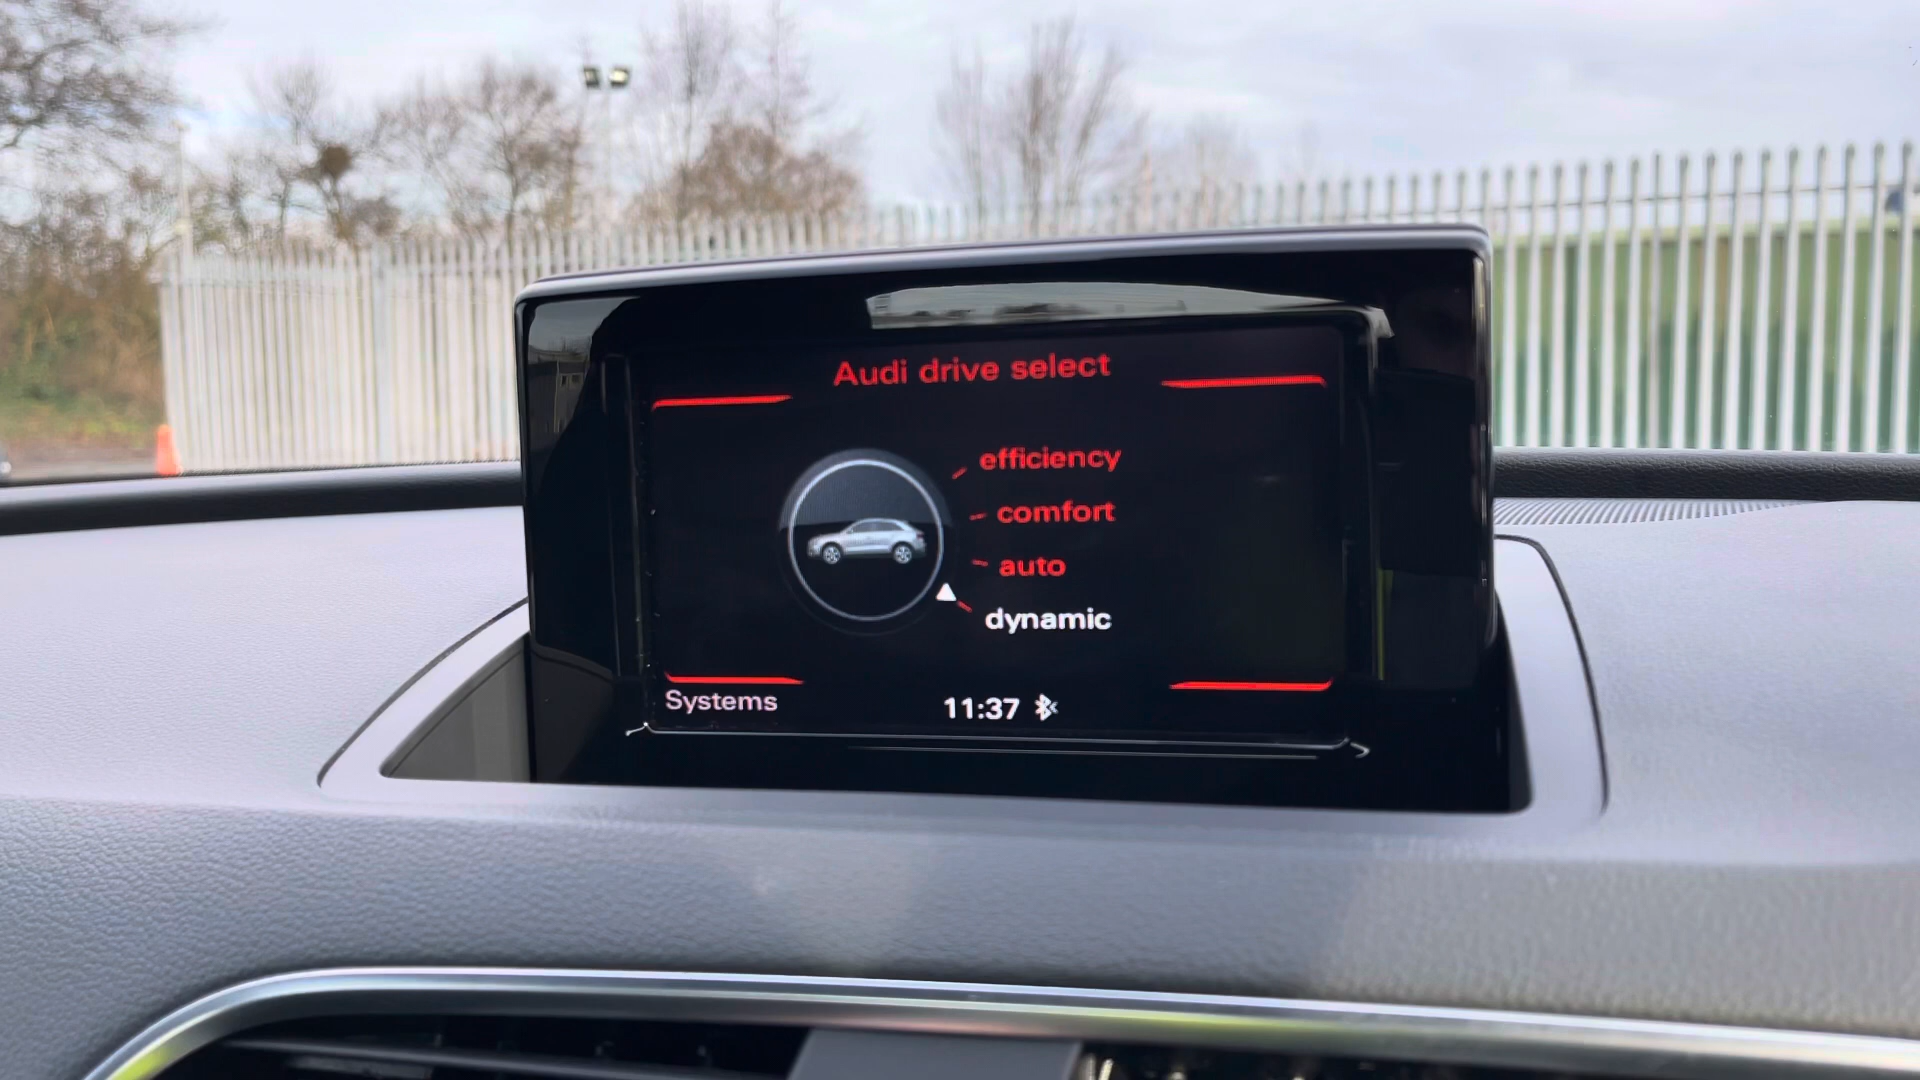 Audi drive select
efficiency
comfort
auto
dynamic
Systems
11:37